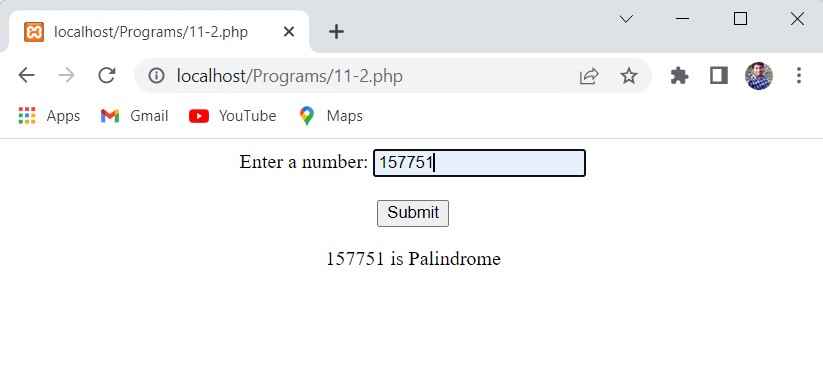 localhost/Programs/11-2.php
localhost/Programs/11-2.php
Apps Gmail YouTube Maps
Enter a number: 157751
Submit
157751 is Palindrome